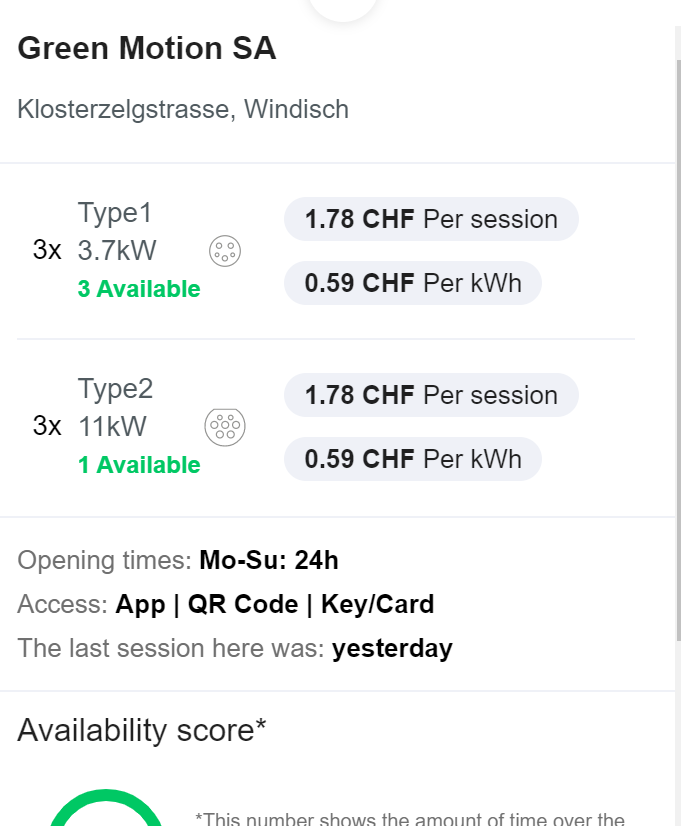 Green Motion SA
Klosterzelgstrasse, Windisch
Type1
3x 3.7kW
3 Available
1.78 CHF Per session
0.59 CHF Per kWh
Type2
3x 11kW
1 Available
1.78 CHF Per session
0.59 CHF Per kWh
Opening times: Mo-Su: 24h
Access: App | QR Code | Key/Card
The last session here was: yesterday
Availability score*
*This number shows the amount of time over the